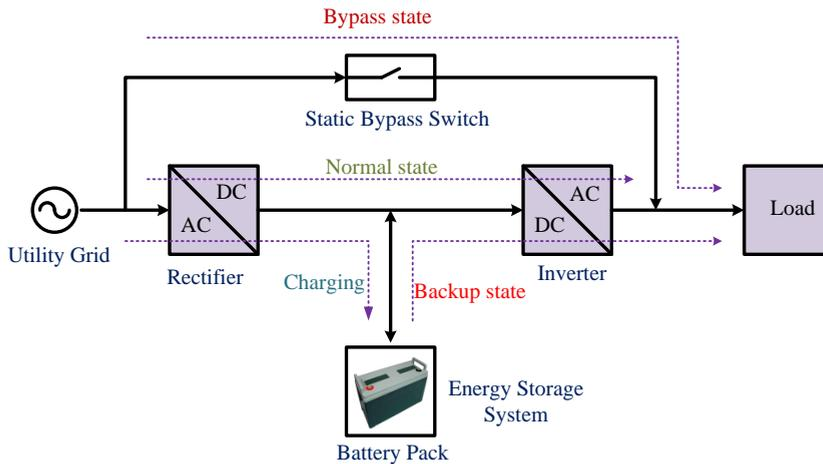 Bypass state
Static Bypass Switch
Normal state
DC
AC
AC
DC
Load
Utility Grid
Rectifier
Inverter
Charging
Backup state
Energy Storage
System
Battery Pack